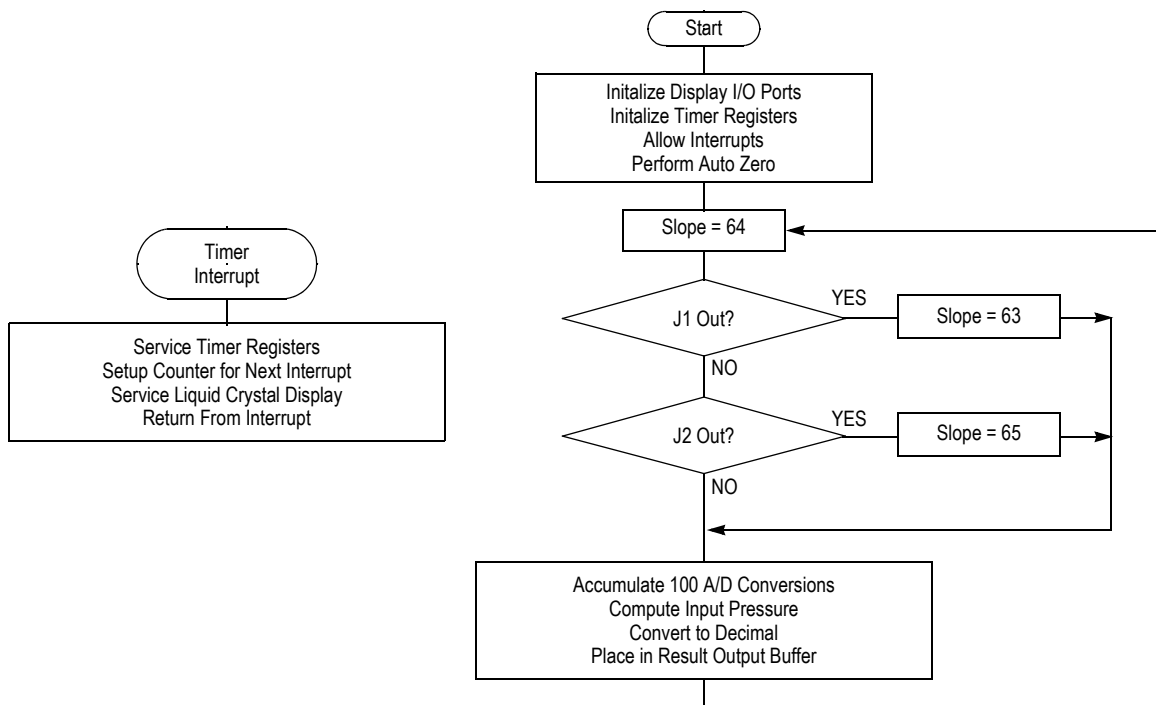 Start
Initalize Display I/O Ports
Initalize Timer Registers
Allow Interrupts
Perform Auto Zero
Slope = 64
Timer
Interrupt
Service Timer Registers
Setup Counter for Next Interrupt
Service Liquid Crystal Display
Return From Interrupt
J1 Out?
YES
Slope = 63
NO
J2 Out?
YES
Slope = 65
NO
Accumulate 100 A/D Conversions
Compute Input Pressure
Convert to Decimal
Place in Result Output Buffer